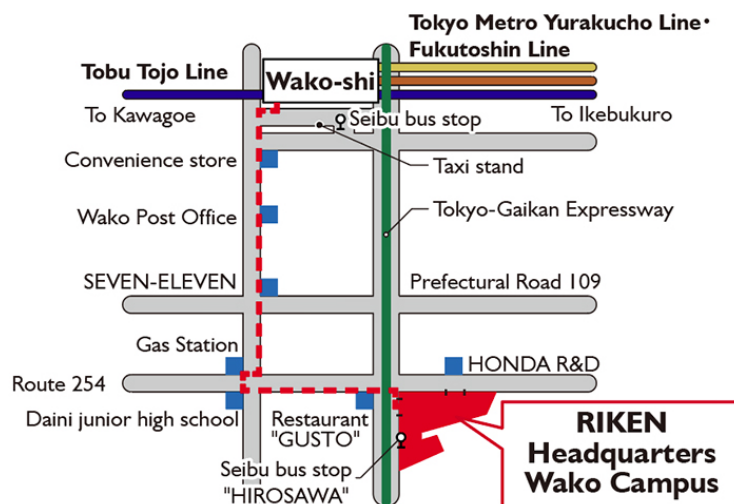 Tokyo Metro Yurakucho Line・
Fukutoshin Line
Tobu Tojo Line
Wako-shi
To Kawagoe
Seibu bus stop
To Ikebukuro
Convenience store
Taxi stand
Wako Post Office
Tokyo-Gaikan Expressway
SEVEN-ELEVEN
Prefectural Road 109
Gas Station
HONDA R&D
Route 254
Daini junior high school
Restaurant
"GUSTO"
Seibu bus stop
"HIROSAWA"
RIKEN
Headquarters
Wako Campus